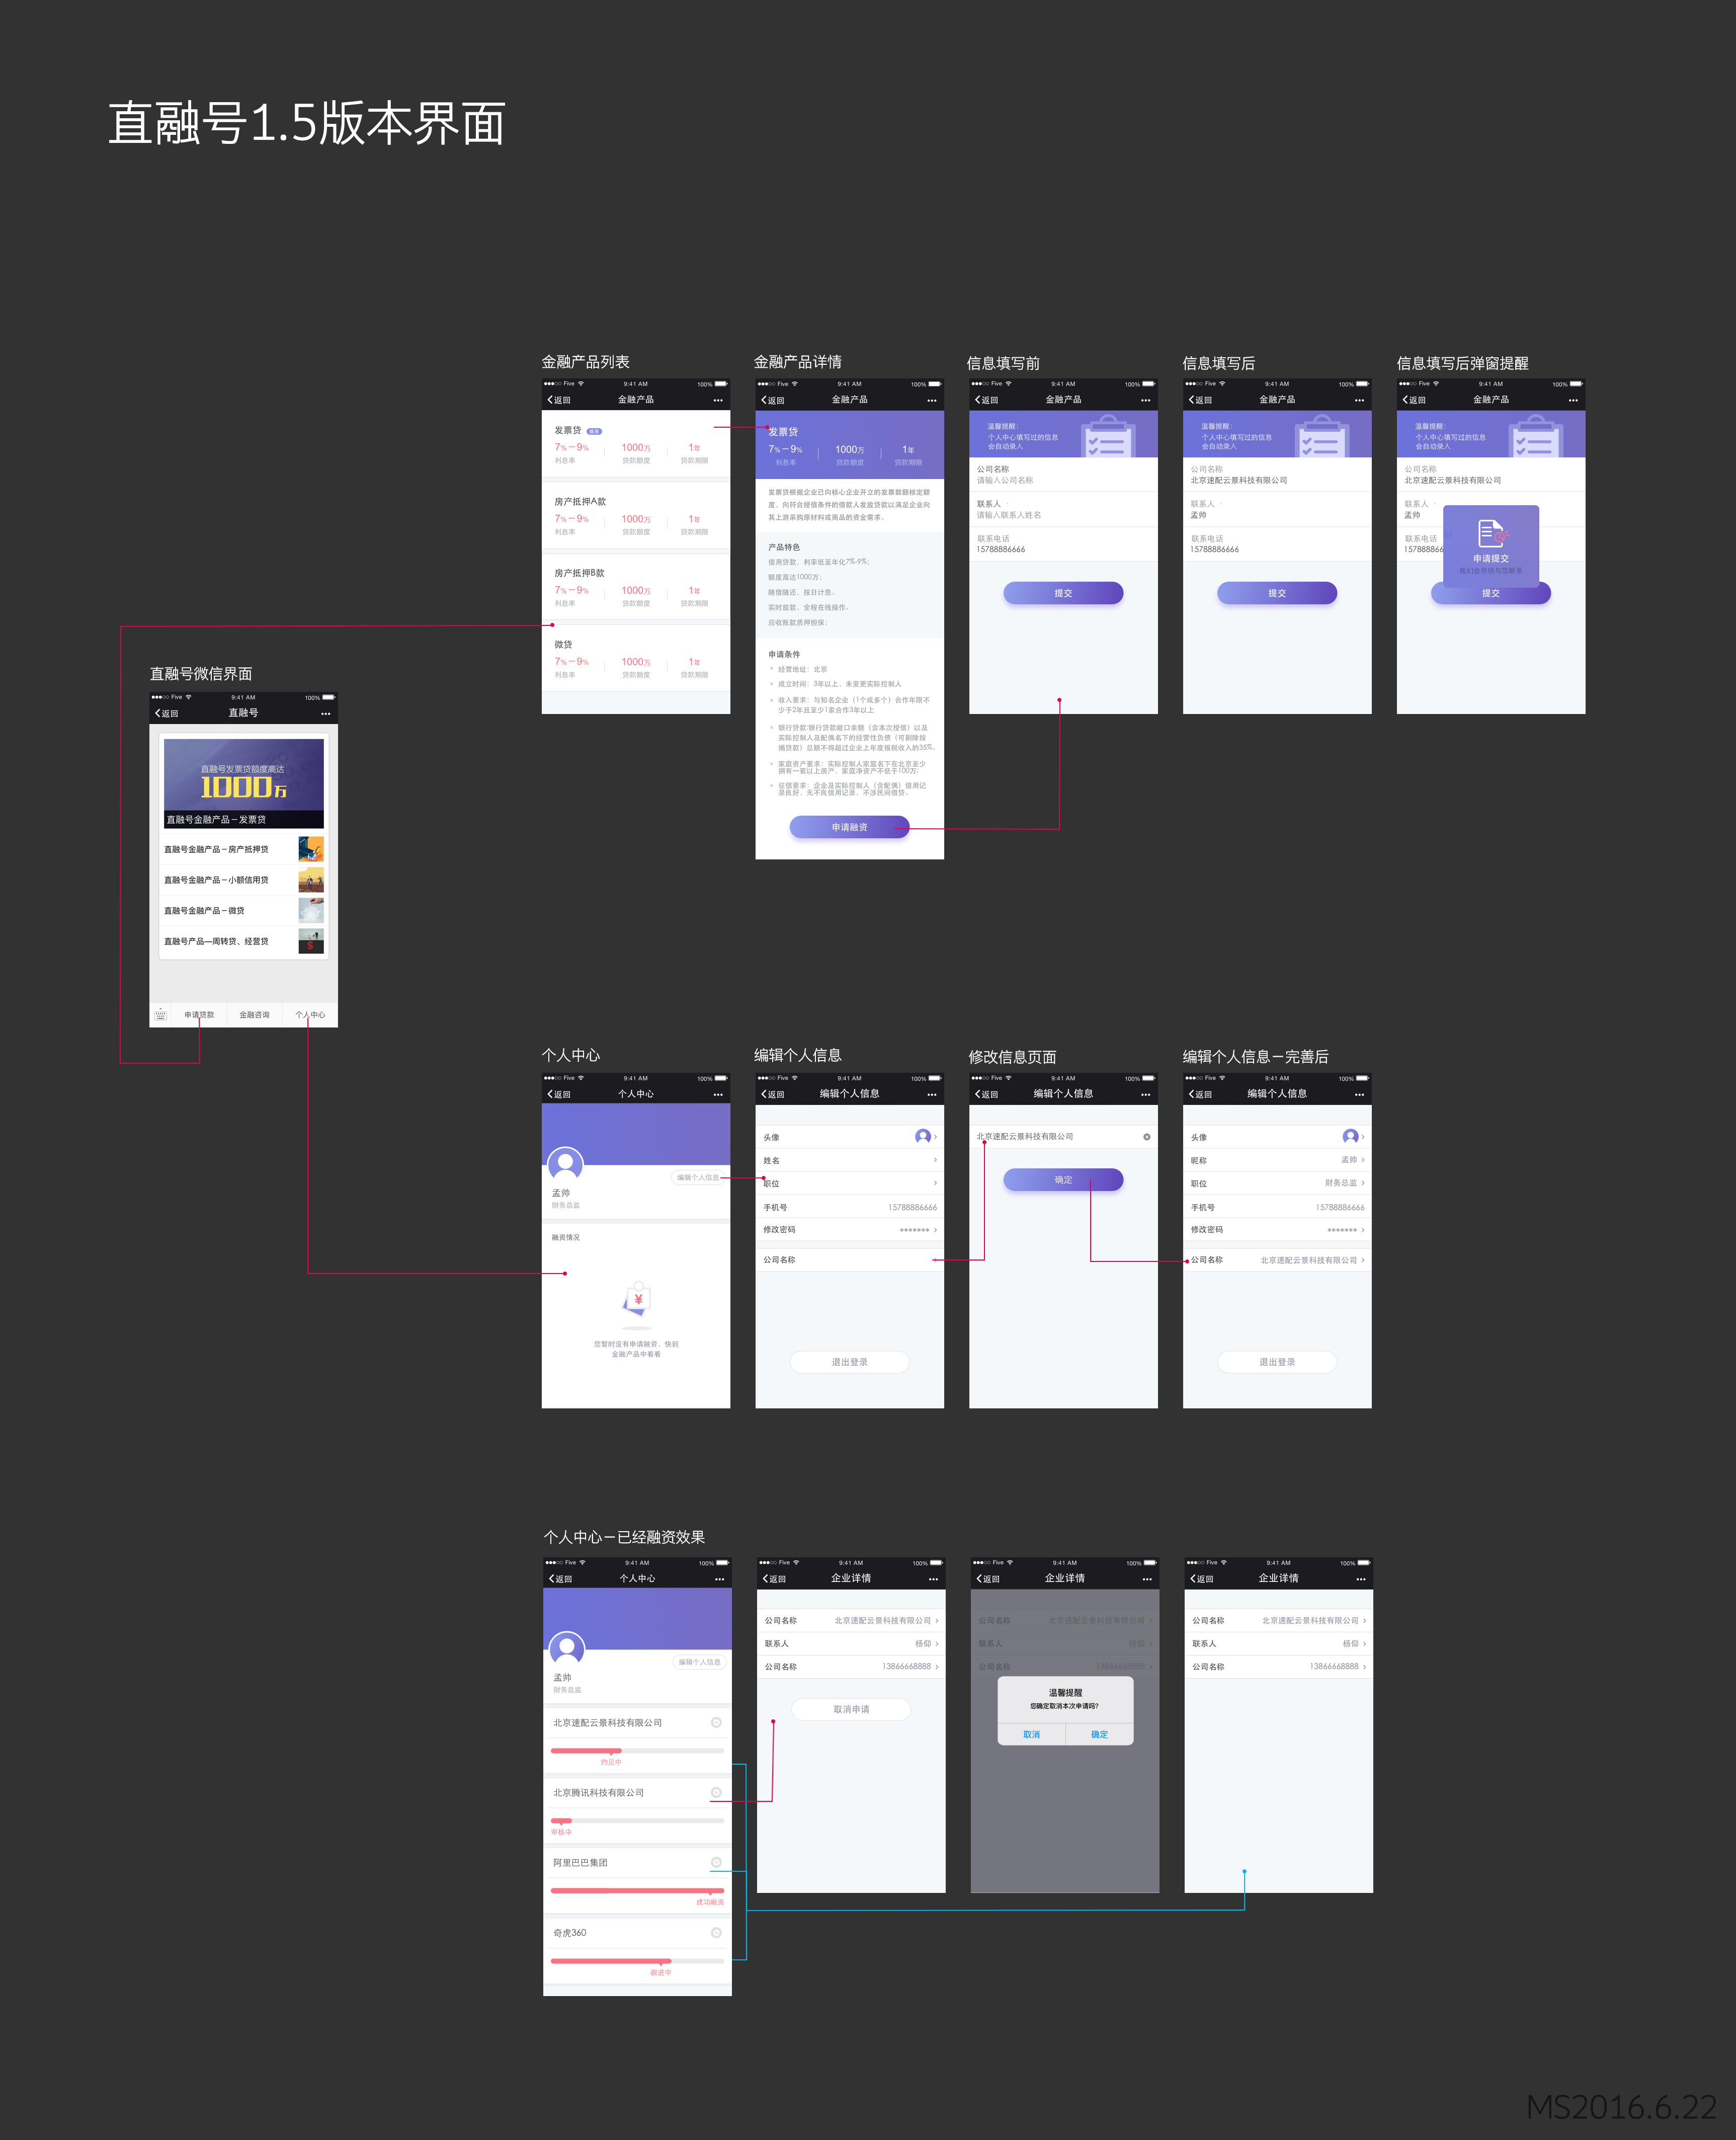 直融号1.5版本界面
金融产品列表
Five
9:41 AM
100%
返回
金融产品
发票贷
7%-9%
1000万
1年
利息率
贷款额度
贷款期限
房产抵押A款
7%-9%
1000万
1年
利息率
贷款额度
贷款期限
房产抵押B款
7%-9%
1000万
1年
利息率
贷款额度
贷款期限
微贷
7%-9%
1000万
1年
利息率
贷款额度
贷款期限
金融产品详情
Five
9:41 AM
100%
返回
金融产品
发票贷
7%-9%
1000万
1年
利息率
贷款额度
贷款期限
发票贷根据企业已向核心企业开立的发票数额核定额
度，向符合授信条件的借款人发放贷款以满足企业向
其上游采购原材料或商品的资金需求。
产品特色
信用贷款，利率低至年化7%-9%；
额度高达1000万；
随借随还，按日计息。
实时放款，全程在线操作。
应收账款质押担保；
申请条件
经营地址：北京
成立时间：3年以上，未变更实际控制人
收入要求：与知名企业（1个或多个）合作年限不
少于2年且至少1家合作3年以上
银行贷款:银行贷款敞口余额（含本次授信）以及
实际控制人及配偶名下的经营性负债（可剔除按
揭贷款）总额不得超过企业上年度报税收入的35%。
家庭资产要求：实际控制人家庭名下在北京至少
拥有一套以上房产，家庭净资产不低于100万；
征信要求：企业及实际控制人（含配偶）信用记
录良好，无不良信用记录，不涉民间借贷。
申请融资
信息填写前
Five
9:41 AM
100%
返回
金融产品
温馨提醒：
个人中心填写过的信息
会自动录入
公司名称
请输入公司名称
联系人
请输入联系人姓名
联系电话
15788886666
提交
信息填写后
Five
9:41 AM
100%
返回
金融产品
温馨提醒：
个人中心填写过的信息
会自动录入
公司名称
北京速配云景科技有限公司
联系人
孟帅
联系电话
15788886666
提交
信息填写后弹窗提醒
Five
9:41 AM
100%
返回
金融产品
温馨提醒：
个人中心填写过的信息
会自动录入
公司名称
北京速配云景科技有限公司
联系人
孟帅
联系电话
1578888666
申请提交
提交
直融号微信界面
Five
9:41 AM
100%
返回
直融号
直融号发票贷额度高达
1000万
直融号金融产品－发票贷
直融号金融产品－房产抵押贷
直融号金融产品－小额信用贷
直融号金融产品－微贷
直融号产品—周转贷、经营贷
申请贷款
金融咨询
个人中心
个人中心
Five
9:41 AM
100%
返回
个人中心
编辑个人信息
孟帅
财务总监
融资情况
您暂时没有申请融资，快到
金融产品中看看
编辑个人信息
Five
9:41 AM
100%
返回
编辑个人信息
头像
姓名
职位
手机号
15788886666
修改密码
*******
公司名称
退出登录
修改信息页面
Five
9:41 AM
100%
返回
编辑个人信息
北京速配云景科技有限公司
确定
编辑个人信息－完善后
Five
9:41 AM
100%
返回
编辑个人信息
头像
昵称
孟帅
职位
财务总监
手机号
15788886666
修改密码
*******
公司名称
北京速配云景科技有限公司
退出登录
个人中心－已经融资效果
Five
9:41 AM
100%
返回
个人中心
编辑个人信息
孟帅
财务总监
北京速配云景科技有限公司
约见中
北京腾讯科技有限公司
审核中
阿里巴巴集团
成功融资
奇虎360
跟进中
Five
9:41 AM
100%
返回
企业详情
公司名称
北京速配云景科技有限公司
联系人
杨仰
公司名称
13866668888
取消申请
Five
9:41 AM
100%
返回
企业详情
公司名称
北京速配云景科技有限公司
联系人
杨仰
公司名称
13866668888
温馨提醒
您确定取消本次申请吗?
取消
确定
Five
9:41 AM
100%
返回
企业详情
公司名称
北京速配云景科技有限公司
联系人
杨仰
公司名称
13866668888
MS2016.6.22